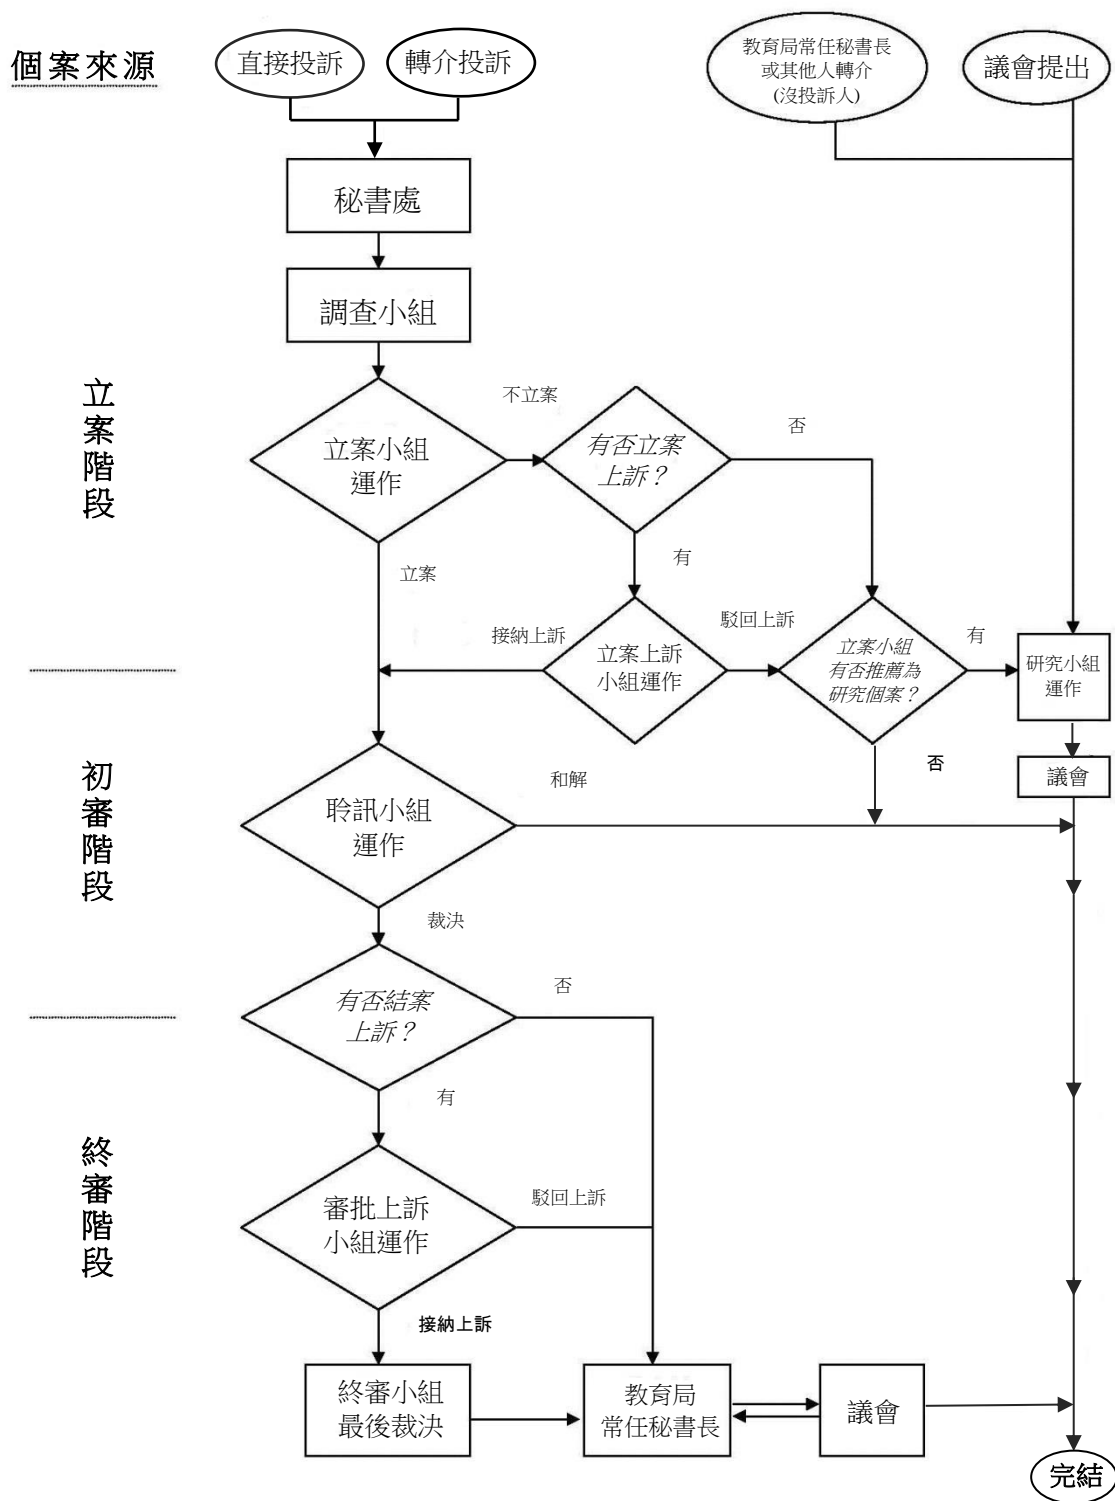 個案來源
直接投訴
轉介投訴
教育局常任秘書長
或其他人轉介
(沒投訴人)
議會提出
秘書處
調查小組
立案階段
立案小組
運作
不立案
有否立案
上訴？
否
立案
有
接納上訴
立案上訴
小組運作
駁回上訴
立案小組
有否推薦為
研究個案？
有
研究小組
運作
議會
初審階段
聆訊小組
運作
和解
否
裁決
有否結案
上訴？
否
有
終審階段
審批上訴
小組運作
駁回上訴
接納上訴
終審小組
最後裁決
教育局
常任秘書長
議會
完結